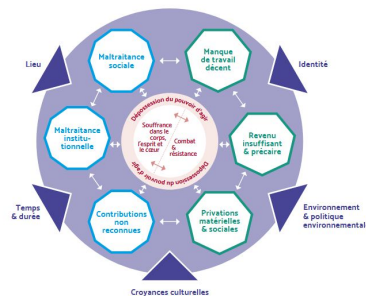 Maltraitance
sociale
Manque
de travail
décent
Lieu
Identité
Dépossession du pouvoir d'agir
Maltraitance
institu-
tionnelle
Souffrance
dans le
corps,
l'esprit et
le cœur
Combat
&
résistance
Revenu
insuffisant
& précaire
Dépossession du pouvoir d'agir
Temps
& durée
Contributions
non
reconnues
Privations
matérielles
& sociales
Environnement
& politique
environnemental
Croyances culturelles